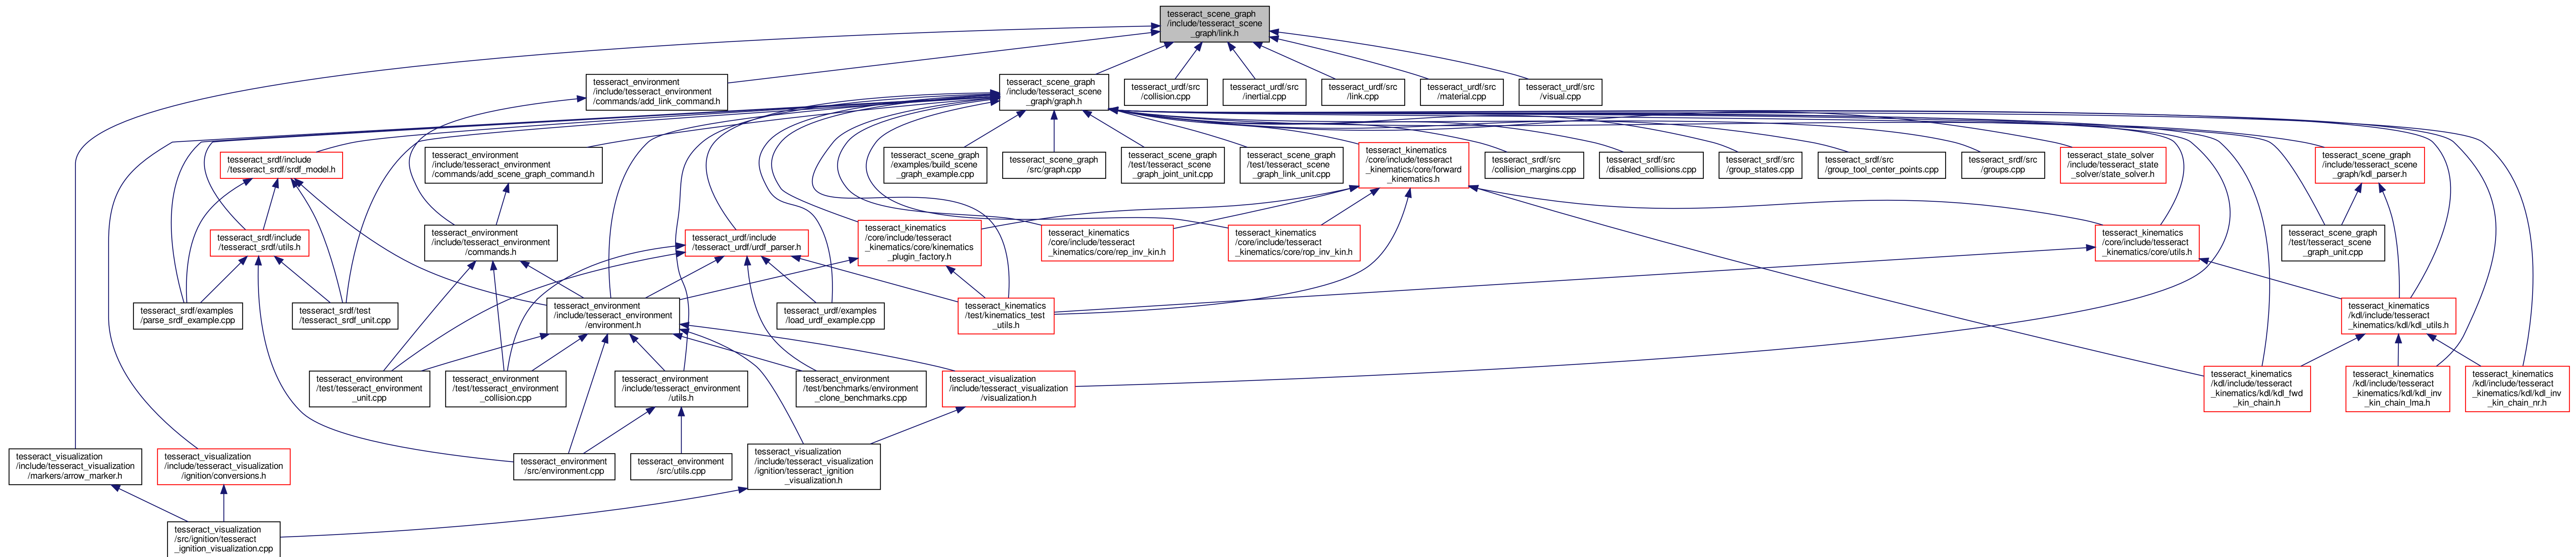 tesseract_scene_graph
/include/tesseract_scene
_graph/link.h
tesseract_environment
/include/tesseract_environment
/commands/add_link_command.h
tesseract_scene_graph
/include/tesseract_scene
_graph/graph.h
tesseract_urdf/src
/collision.cpp
tesseract_urdf/src
/inertial.cpp
tesseract_urdf/src
/link.cpp
tesseract_urdf/src
/material.cpp
tesseract_urdf/src
/visual.cpp
tesseract_srdf/include
/tesseract_srdf/srdf_model.h
tesseract_environment
/include/tesseract_environment
/commands/add_scene_graph_command.h
tesseract_scene_graph
/examples/build_scene
_graph_example.cpp
tesseract_scene_graph
/src/graph.cpp
tesseract_scene_graph
/test/tesseract_scene
_graph_joint_unit.cpp
tesseract_scene_graph
/test/tesseract_scene
_graph_link_unit.cpp
tesseract_kinematics
/core/include/tesseract
_kinematics/core/forward
_kinematics.h
tesseract_srdf/src
/collision_margins.cpp
tesseract_srdf/src
/disabled_collisions.cpp
tesseract_srdf/src
/group_states.cpp
tesseract_srdf/src
/group_tool_center_points.cpp
tesseract_srdf/src
/groups.cpp
tesseract_state_solver
/include/tesseract_state
_solver/state_solver.h
tesseract_scene_graph
/include/tesseract_scene
_graph/kdl_parser.h
tesseract_srdf/include
/tesseract_srdf/utils.h
tesseract_environment
/include/tesseract_environment
/commands.h
tesseract_urdf/include
/tesseract_urdf/urdf_parser.h
tesseract_kinematics
/core/include/tesseract
_kinematics/core/kinematics
_plugin_factory.h
tesseract_kinematics
/core/include/tesseract
_kinematics/core/rep_inv_kin.h
tesseract_kinematics
/core/include/tesseract
_kinematics/core/rop_inv_kin.h
tesseract_kinematics
/core/include/tesseract
_kinematics/core/utils.h
tesseract_scene_graph
/test/tesseract_scene
_graph_unit.cpp
tesseract_srdf/examples
/parse_srdf_example.cpp
tesseract_srdf/test
/tesseract_srdf_unit.cpp
tesseract_environment
/include/tesseract_environment
/environment.h
tesseract_urdf/examples
/load_urdf_example.cpp
tesseract_kinematics
/test/kinematics_test
_utils.h
tesseract_kinematics
/kdl/include/tesseract
_kinematics/kdl/kdl_utils.h
tesseract_environment
/test/tesseract_environment
_unit.cpp
tesseract_environment
/test/tesseract_environment
_collision.cpp
tesseract_environment
/include/tesseract_environment
/utils.h
tesseract_environment
/test/benchmarks/environment
_clone_benchmarks.cpp
tesseract_visualization
/include/tesseract_visualization
/visualization.h
tesseract_kinematics
/kdl/include/tesseract
_kinematics/kdl/kdl_fwd
_kin_chain.h
tesseract_kinematics
/kdl/include/tesseract
_kinematics/kdl/kdl_inv
_kin_chain_lma.h
tesseract_kinematics
/kdl/include/tesseract
_kinematics/kdl/kdl_inv
_kin_chain_nr.h
tesseract_visualization
/include/tesseract_visualization
/markers/arrow_marker.h
tesseract_visualization
/include/tesseract_visualization
/ignition/conversions.h
tesseract_environment
/src/environment.cpp
tesseract_environment
/src/utils.cpp
tesseract_visualization
/include/tesseract_visualization
/ignition/tesseract_ignition
_visualization.h
tesseract_visualization
/src/ignition/tesseract
_ignition_visualization.cpp